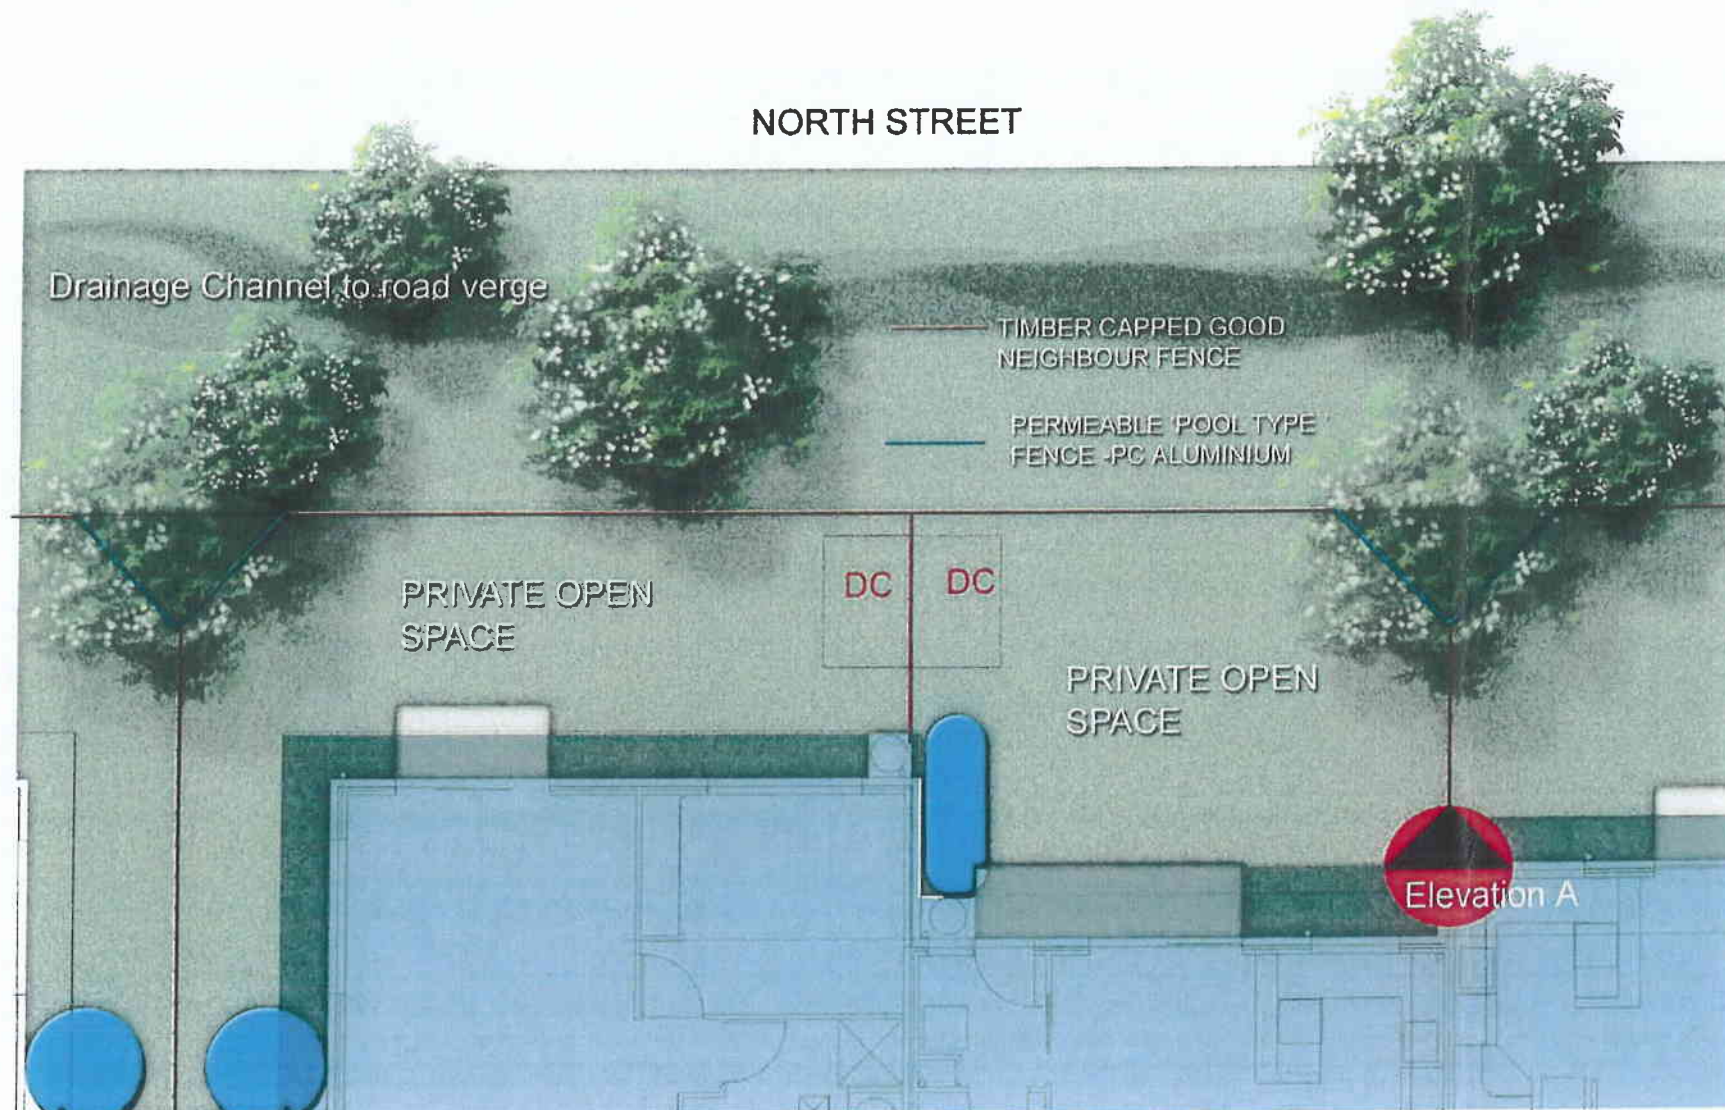 NORTH STREET
Drainage Channel to road verge
TIMBER CAPPED GOOD
NEIGHBOUR FENCE
PERMEABLE 'POOL TYPE '
FENCE -PC ALUMINIUM
PRIVATE OPEN
SPACE
DC
DC
PRIVATE OPEN
SPACE
Elevation A